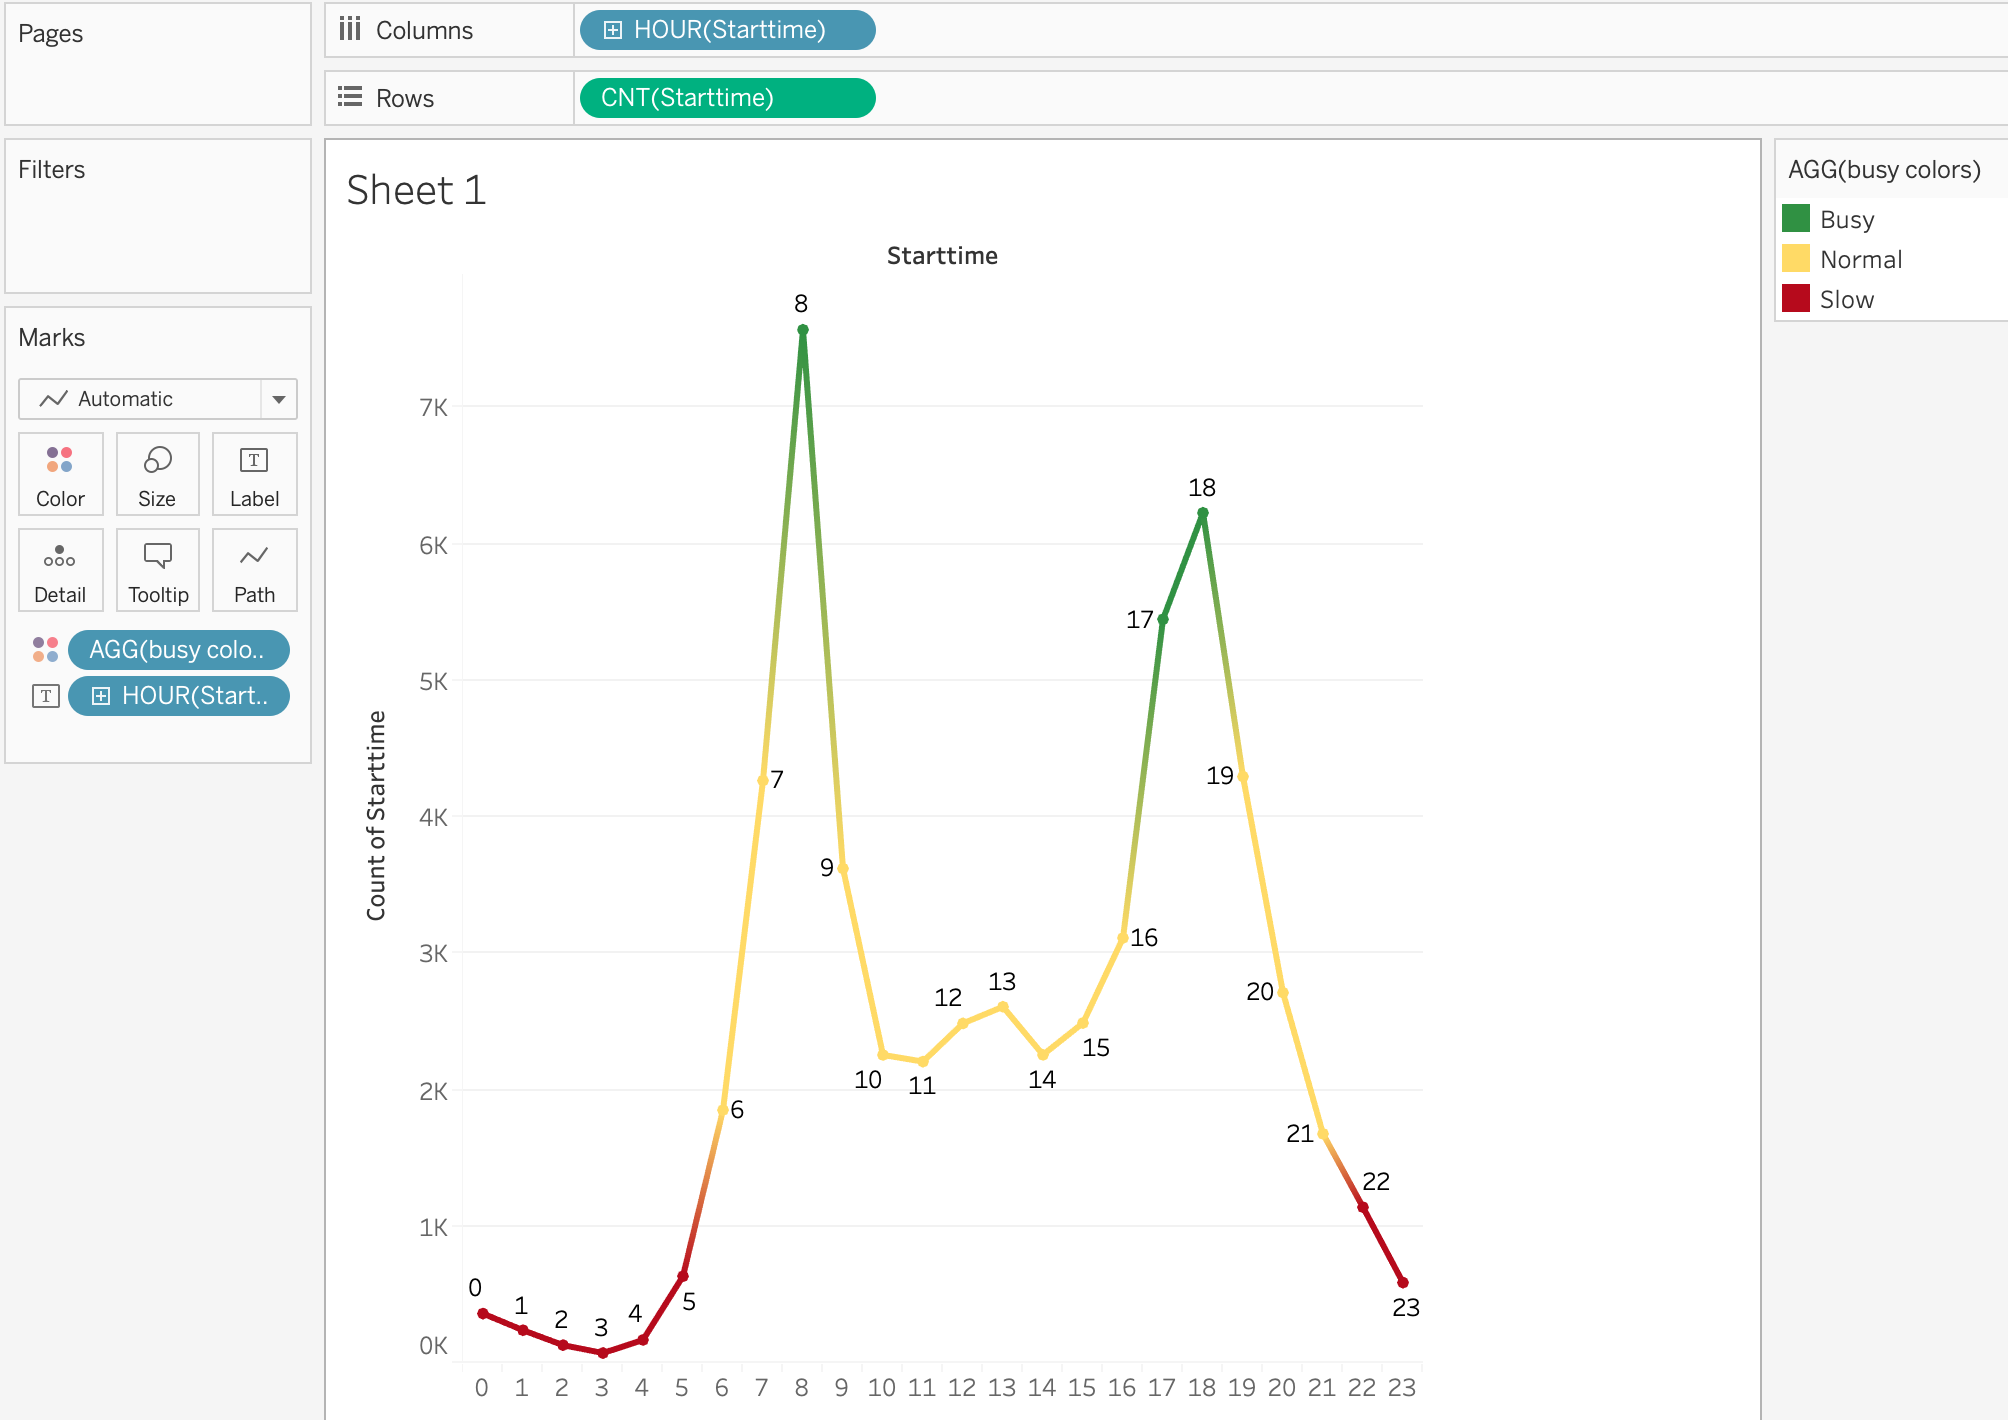 Pages
Columns
HOUR(Starttime)
Rows
CNT(Starttime)
Filters
Marks
Automatic
Color
Size
T
Label
Detail
Tooltip
Path
AGG(busy colo..
T
HOUR(Start..
Sheet 1
Starttime
Count of Starttime
7K
6K
5K
4K
3K
2K
1K
0K
0
1
2
3
4
5
6
7
8
9
10
11
12
13
14
15
16
17
18
19
20
21
22
23
0 1 2 3 4 5 6 7 8 9 10 11 12 13 14 15 16 17 18 19 20 21 22 23
AGG(busy colors)
Busy
Normal
Slow